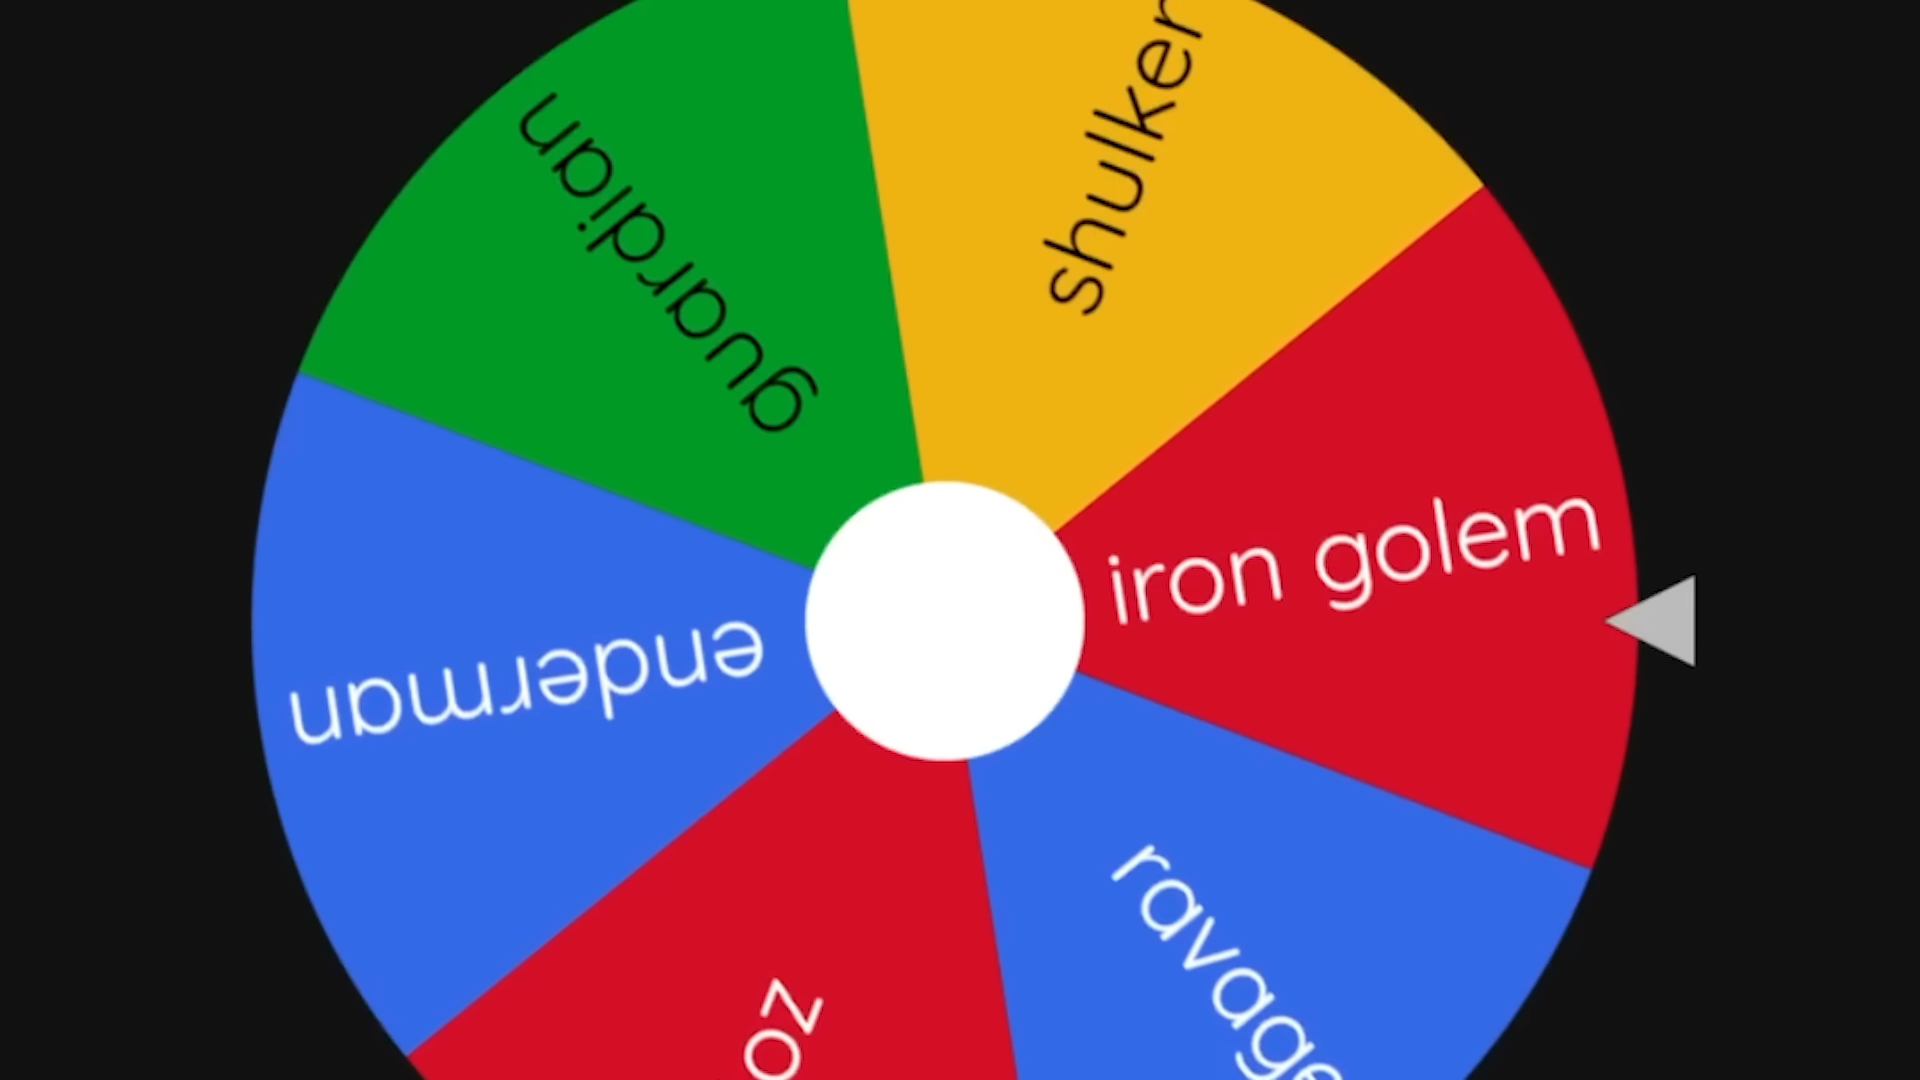 shulker
guardian
iron golem
enderman
ravage
zo